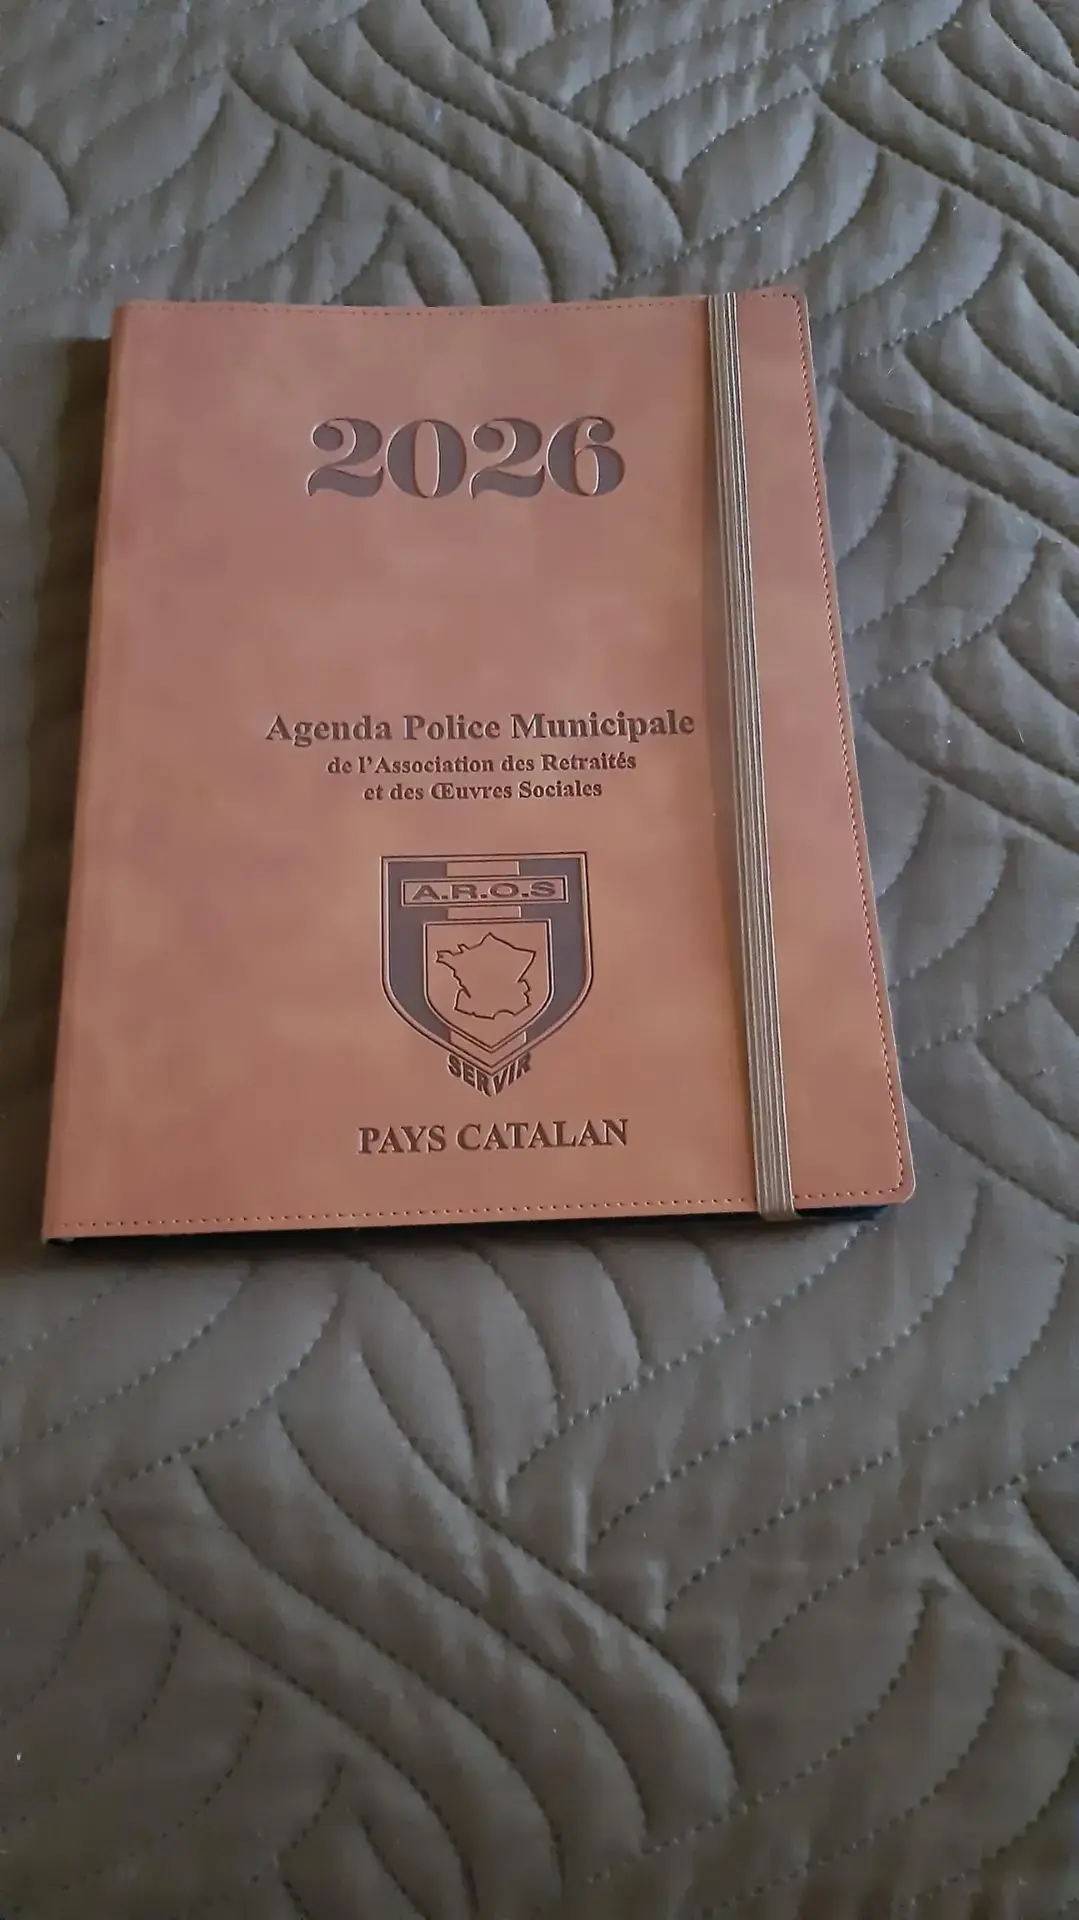 2026
Agenda Police Municipale
de l'Association des Retraités
et des Œuvres Sociales
A.R.O.S
SERVIR
PAYS CATALAN